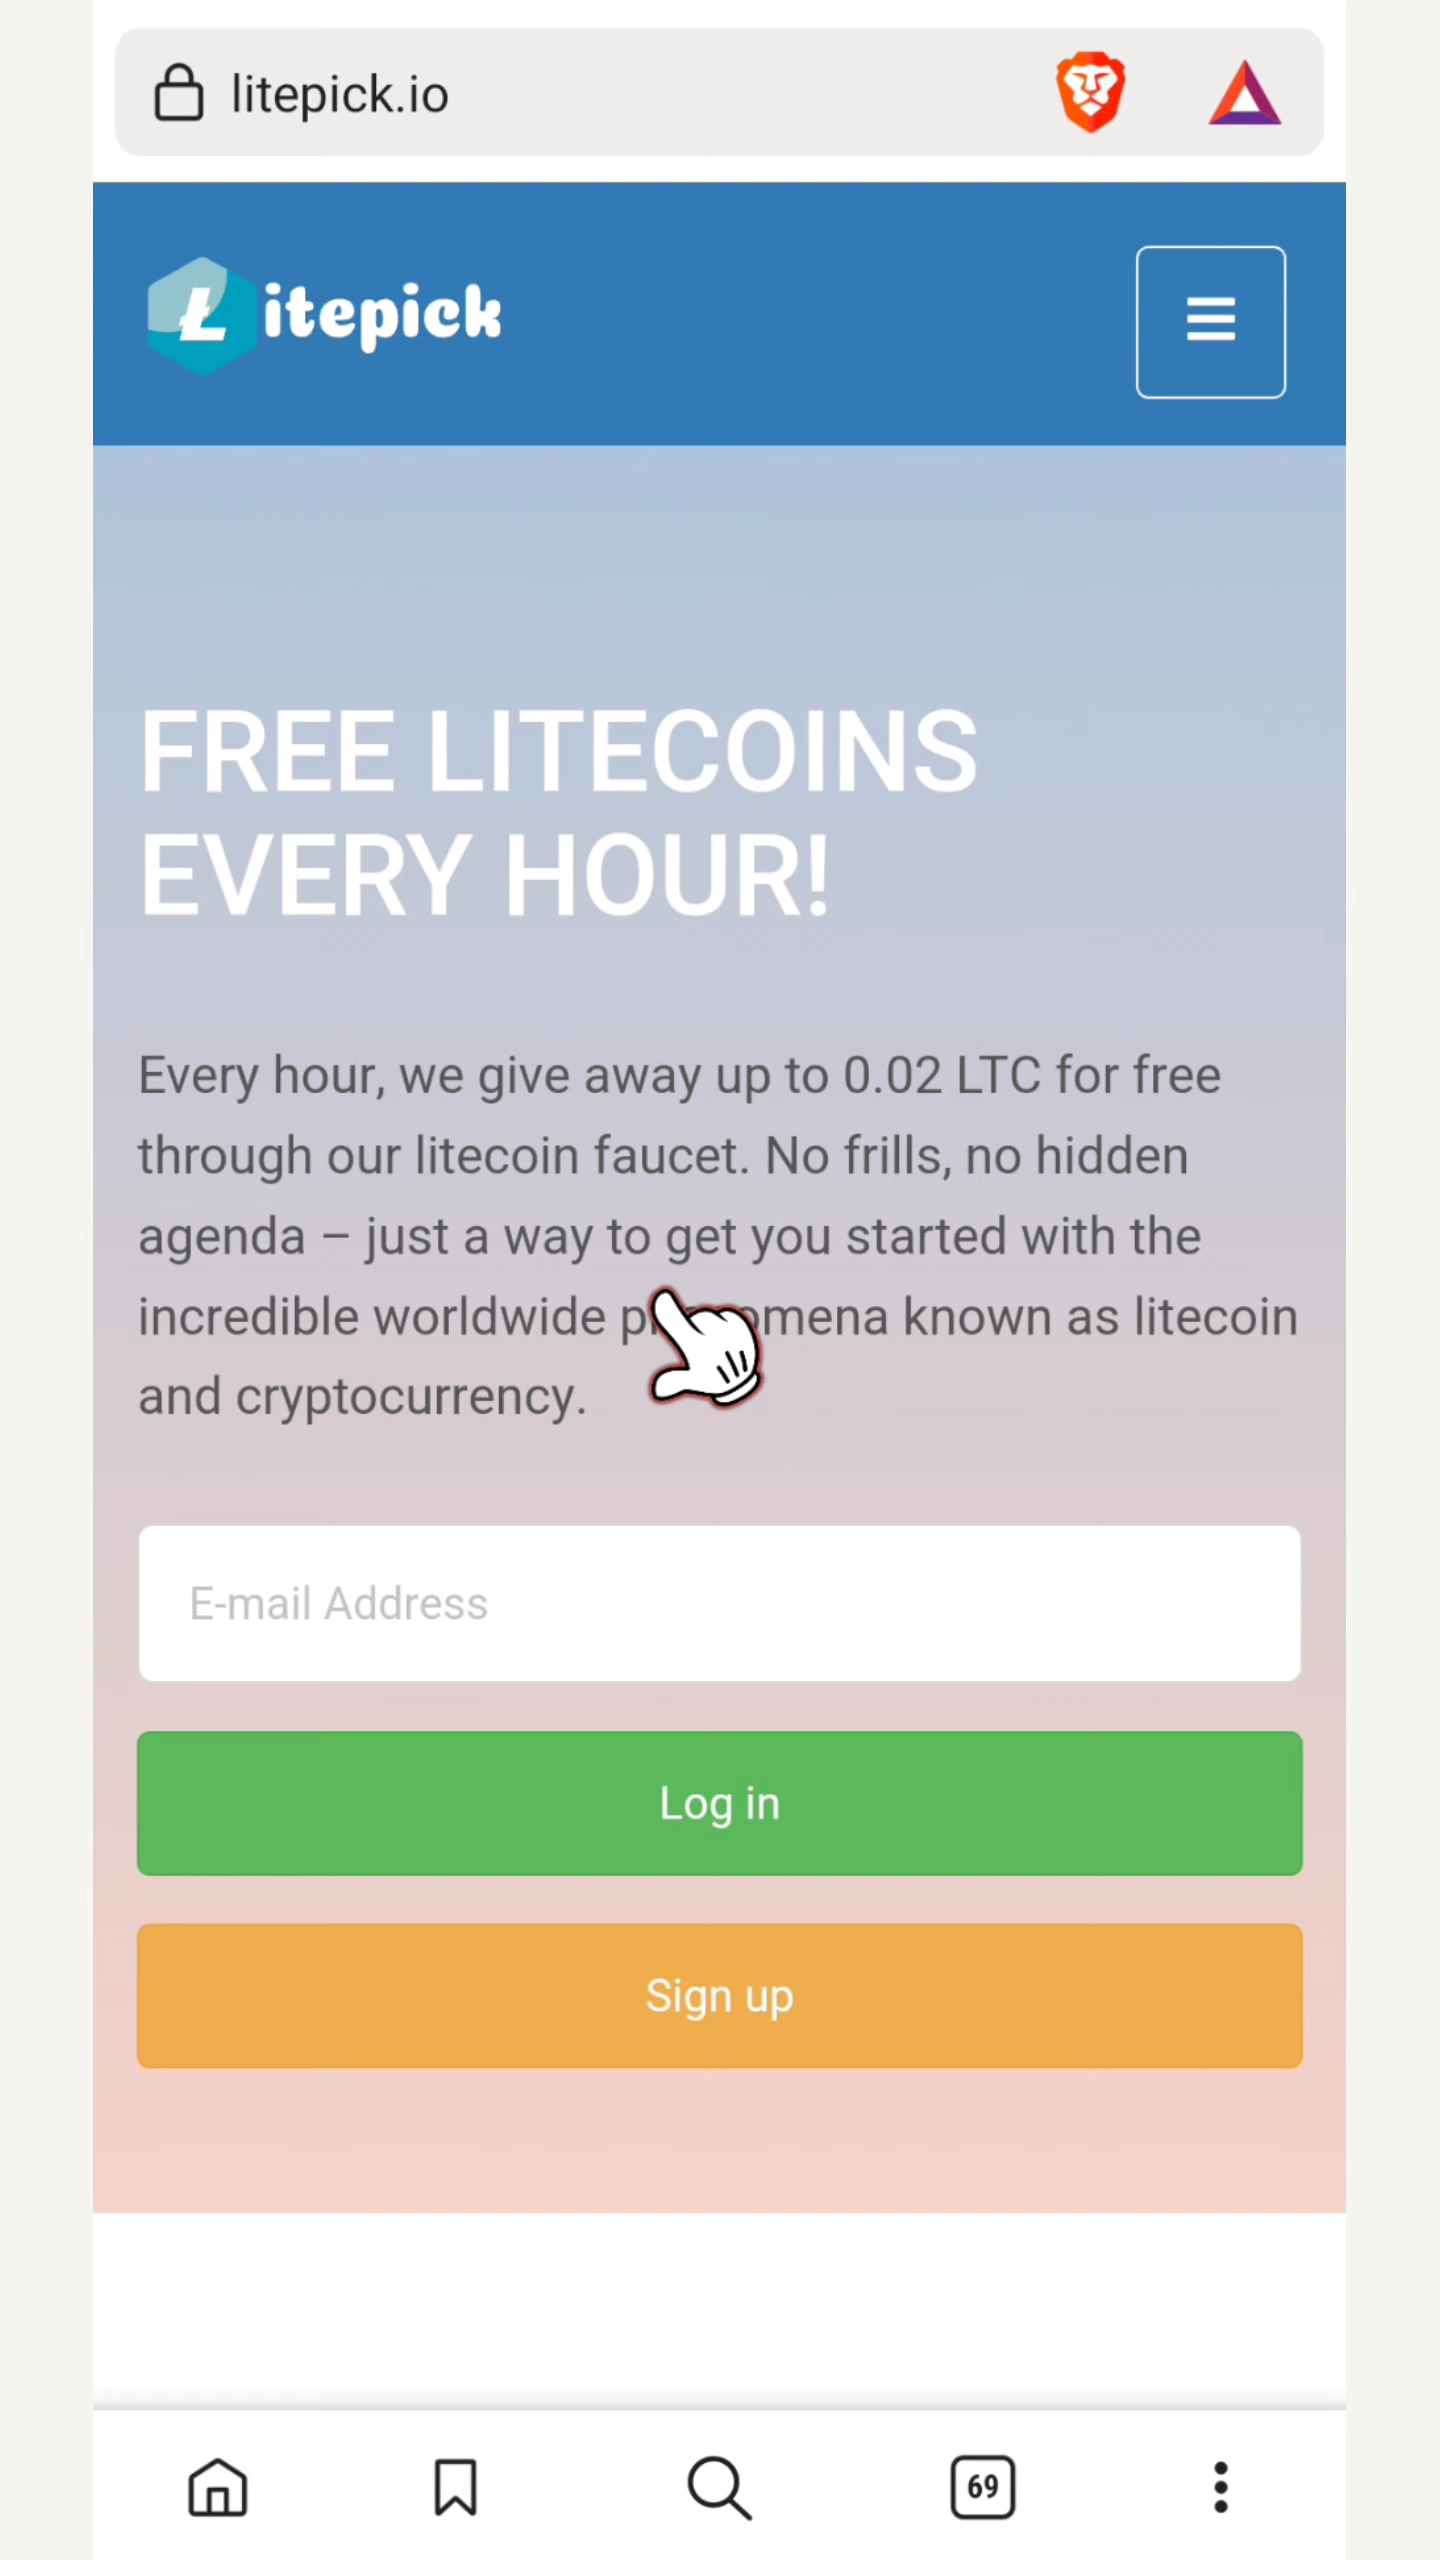 litepick.io
Litepick
FREE LITECOINS
EVERY HOUR!
Every hour, we give away up to 0.02 LTC for free
through our litecoin faucet. No frills, no hidden
agenda – just a way to get you started with the
incredible worldwide known as litecoin
and cryptocurrency.
E-mail Address
Log in
Sign up
69